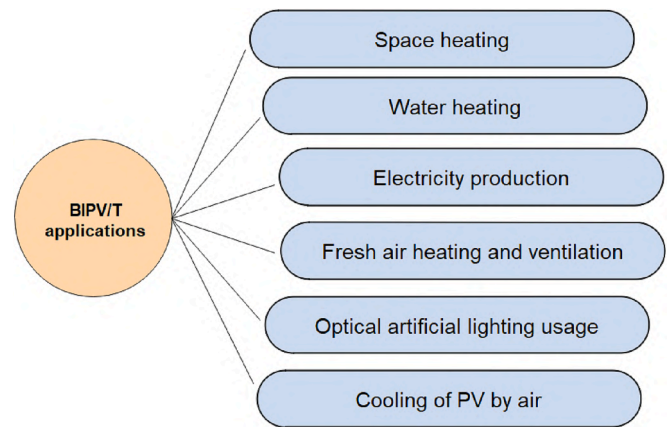 Space heating
Water heating
Electricity production
BIPV/T
applications
Fresh air heating and ventilation
Optical artificial lighting usage
Cooling of PV by air